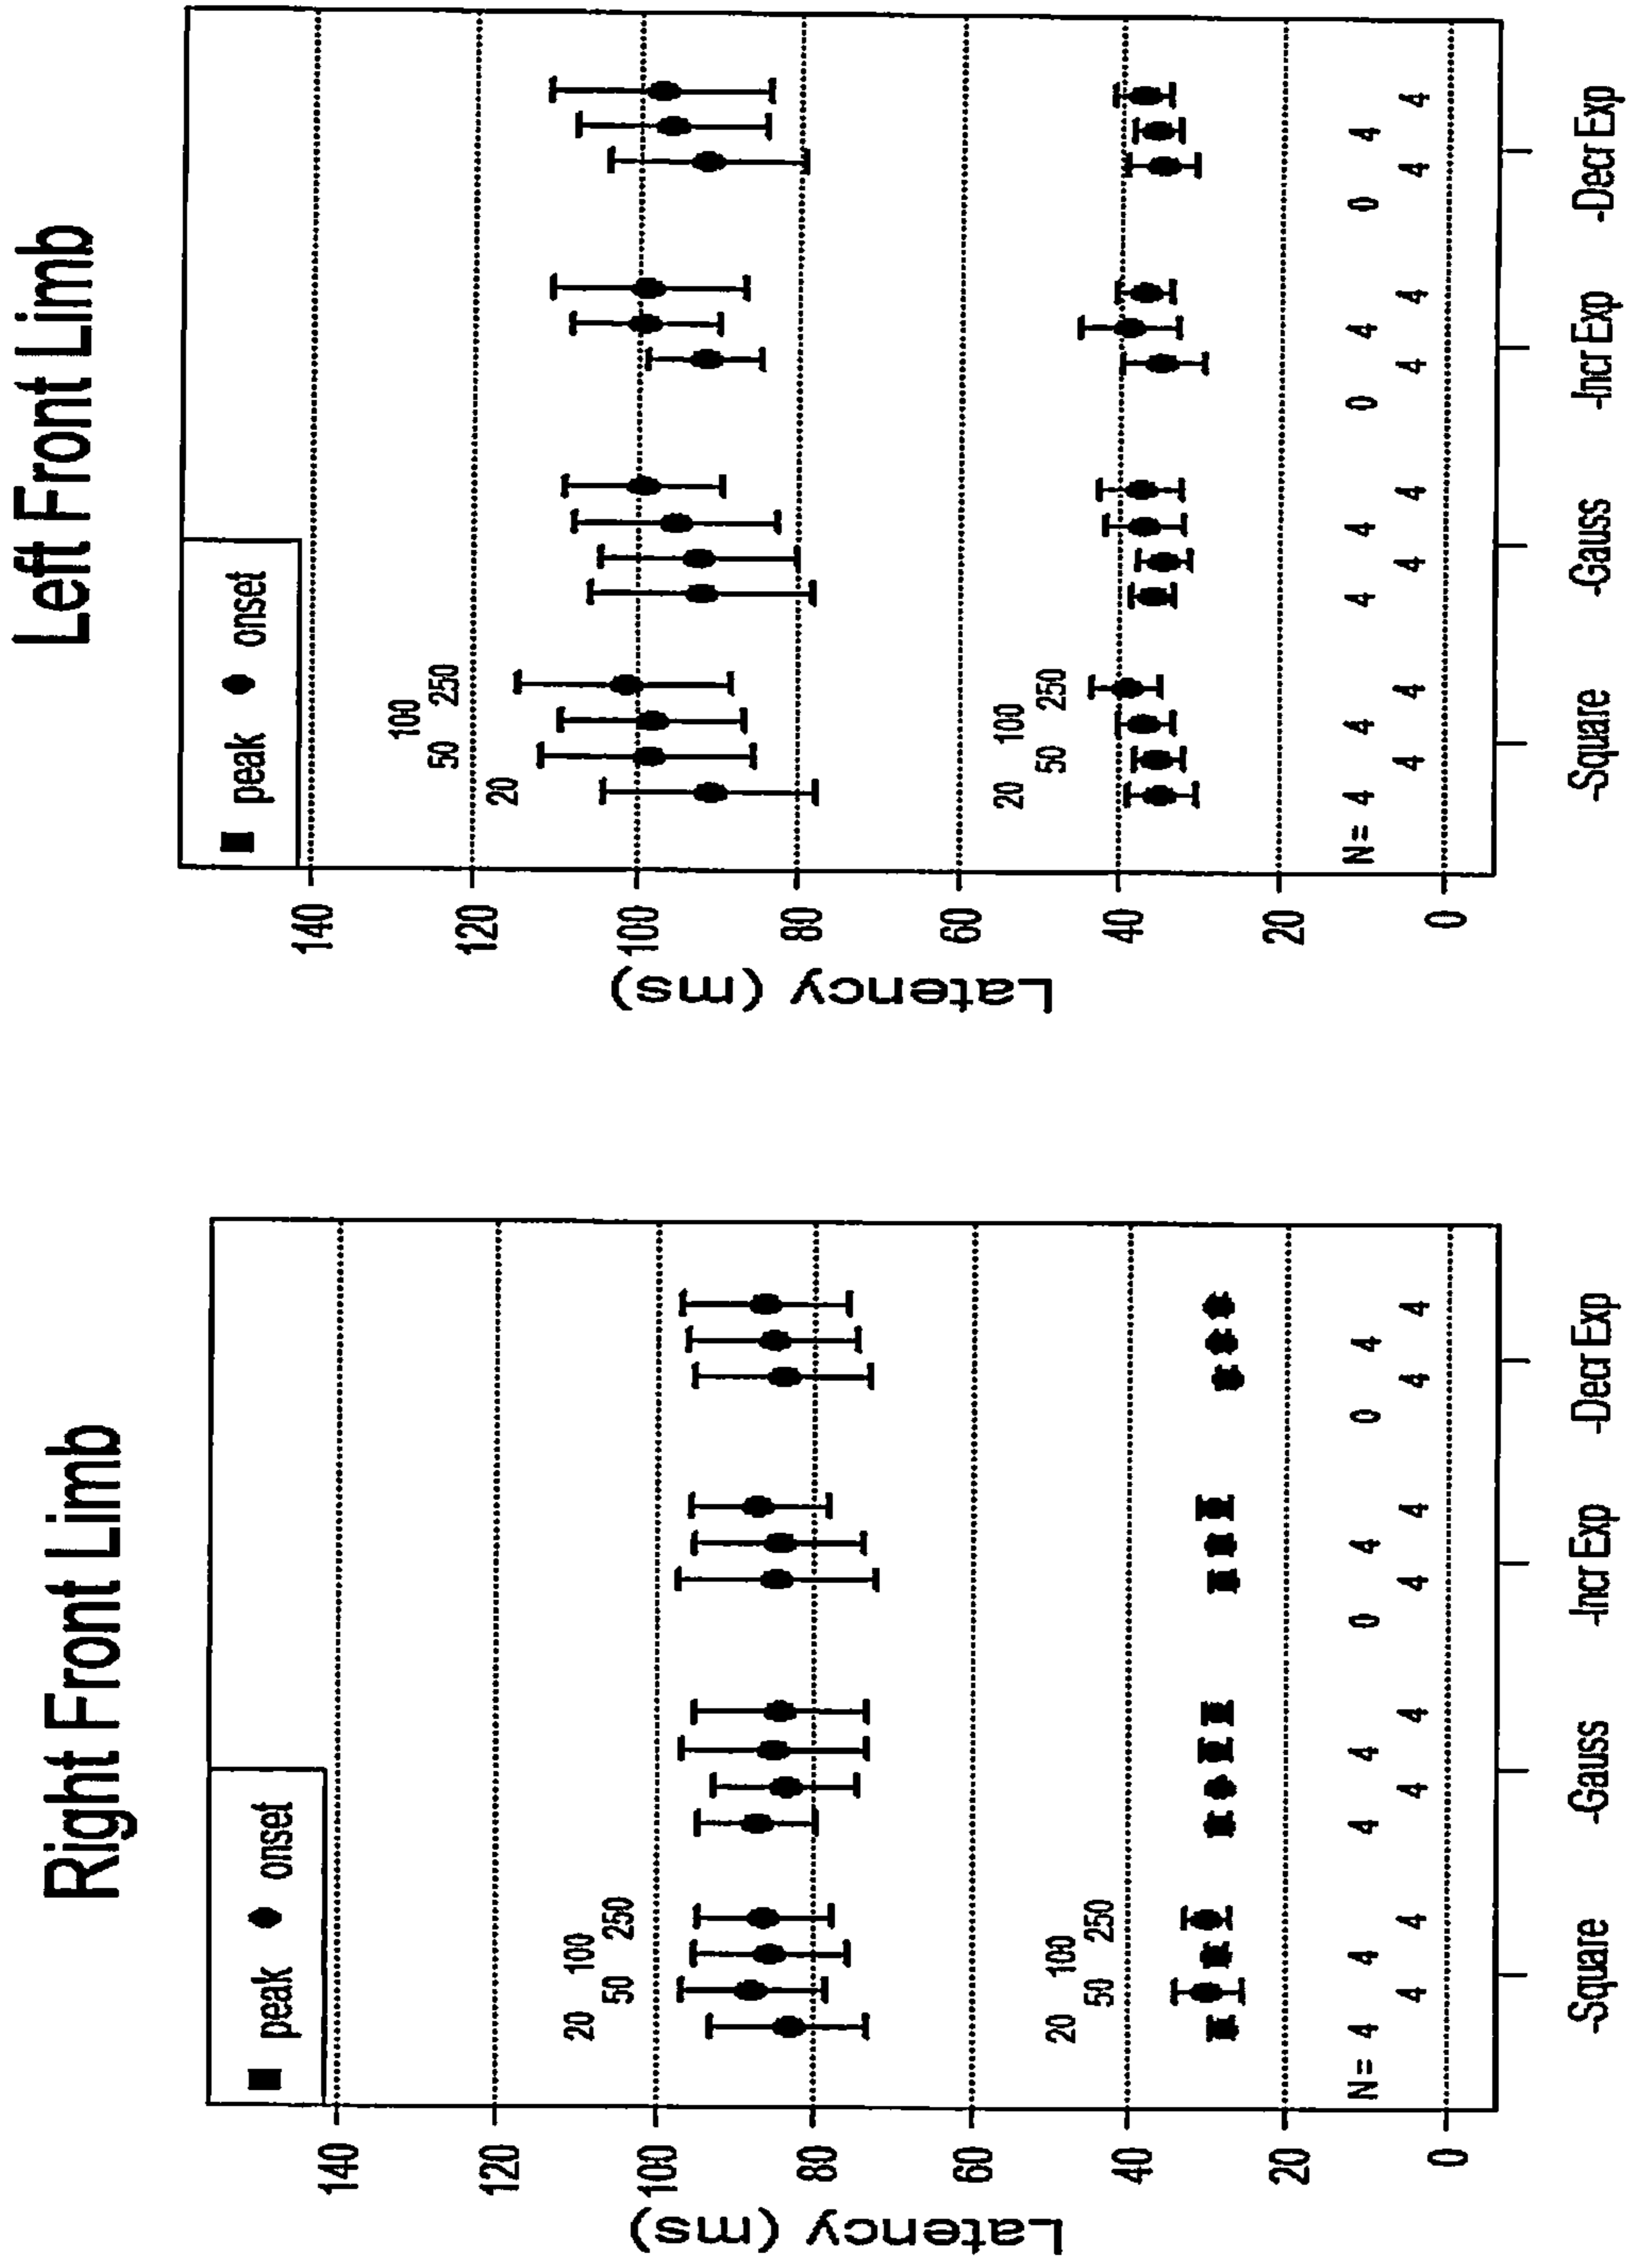 Right Front Limb
peak onset
140
120
100
80
60
40
20
0
Latency (ms)
20 50 100 250
20 50 100 250
N = 4 4 4 4 4 4 4 4 0 4 4 4 0 4 4 4
-Square -Gauss -Incr Exp -Decr Exp
Left Front Limb
peak onset
140
120
100
80
60
40
20
0
Latency (ms)
20 50 100 250
20 50 100 250
N = 4 4 4 4 4 4 4 4 0 4 4 4 0 4 4 4
-Square -Gauss -Incr Exp -Decr Exp